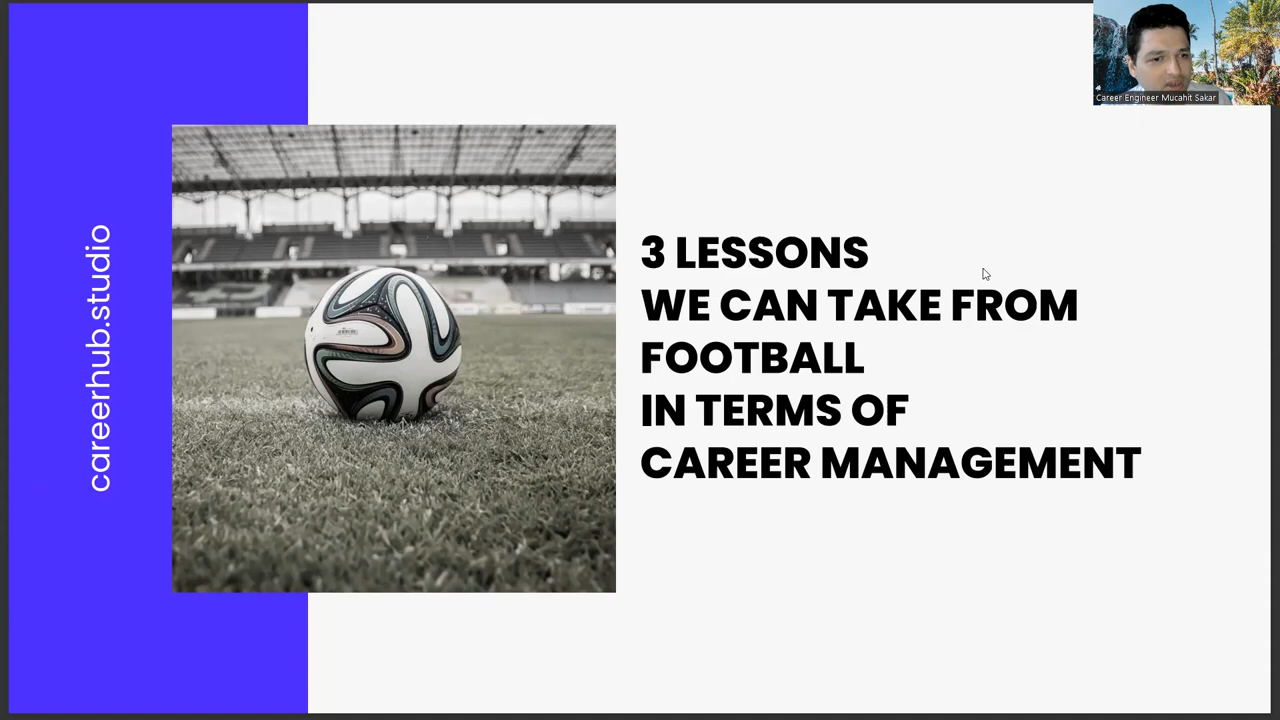 careerhub.studio
3 LESSONS
WE CAN TAKE FROM
FOOTBALL
IN TERMS OF
CAREER MANAGEMENT
Career Engineer Mucahit Sakar